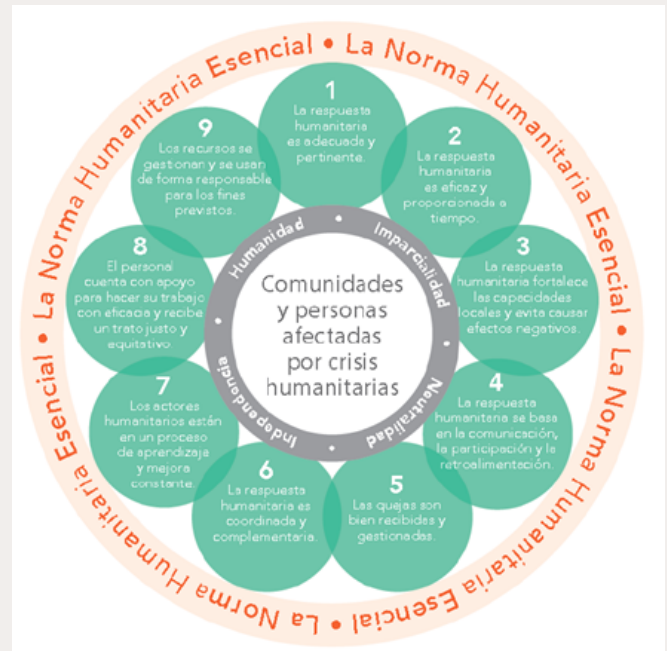 La Norma Humanitaria Esencial • La Norma Humanitaria Esencial • La Norma Humanitaria Esencial • La Norma Humanitaria Esencial •
1
La respuesta
humanitaria
es adecuada y
pertinente.
2
La respuesta
humanitaria
es eficaz y
proporcionada a
tiempo.
3
La respuesta
humanitaria fortalece
las capacidades
locales y evita causar
efectos negativos.
4
La respuesta
humanitaria se basa
en la comunicación,
la participación y la
retroalimentación.
5
Las quejas son
bien recibidas y
gestionadas.
6
La respuesta
humanitaria es
coordinada y
complementaria.
7
Los actores
humanitarios están
en un proceso
de aprendizaje
y mejora
constante.
8
El personal
cuenta con apoyo
para hacer su trabajo
con eficacia y recibe
un trato justo y
equitativo.
9
Los recursos se
gestionan y se usan
de forma responsable
para los fines
previstos.
Humanidad • Imparcialidad • Neutralidad • Independencia •
Comunidades
y personas
afectadas
por crisis
humanitarias